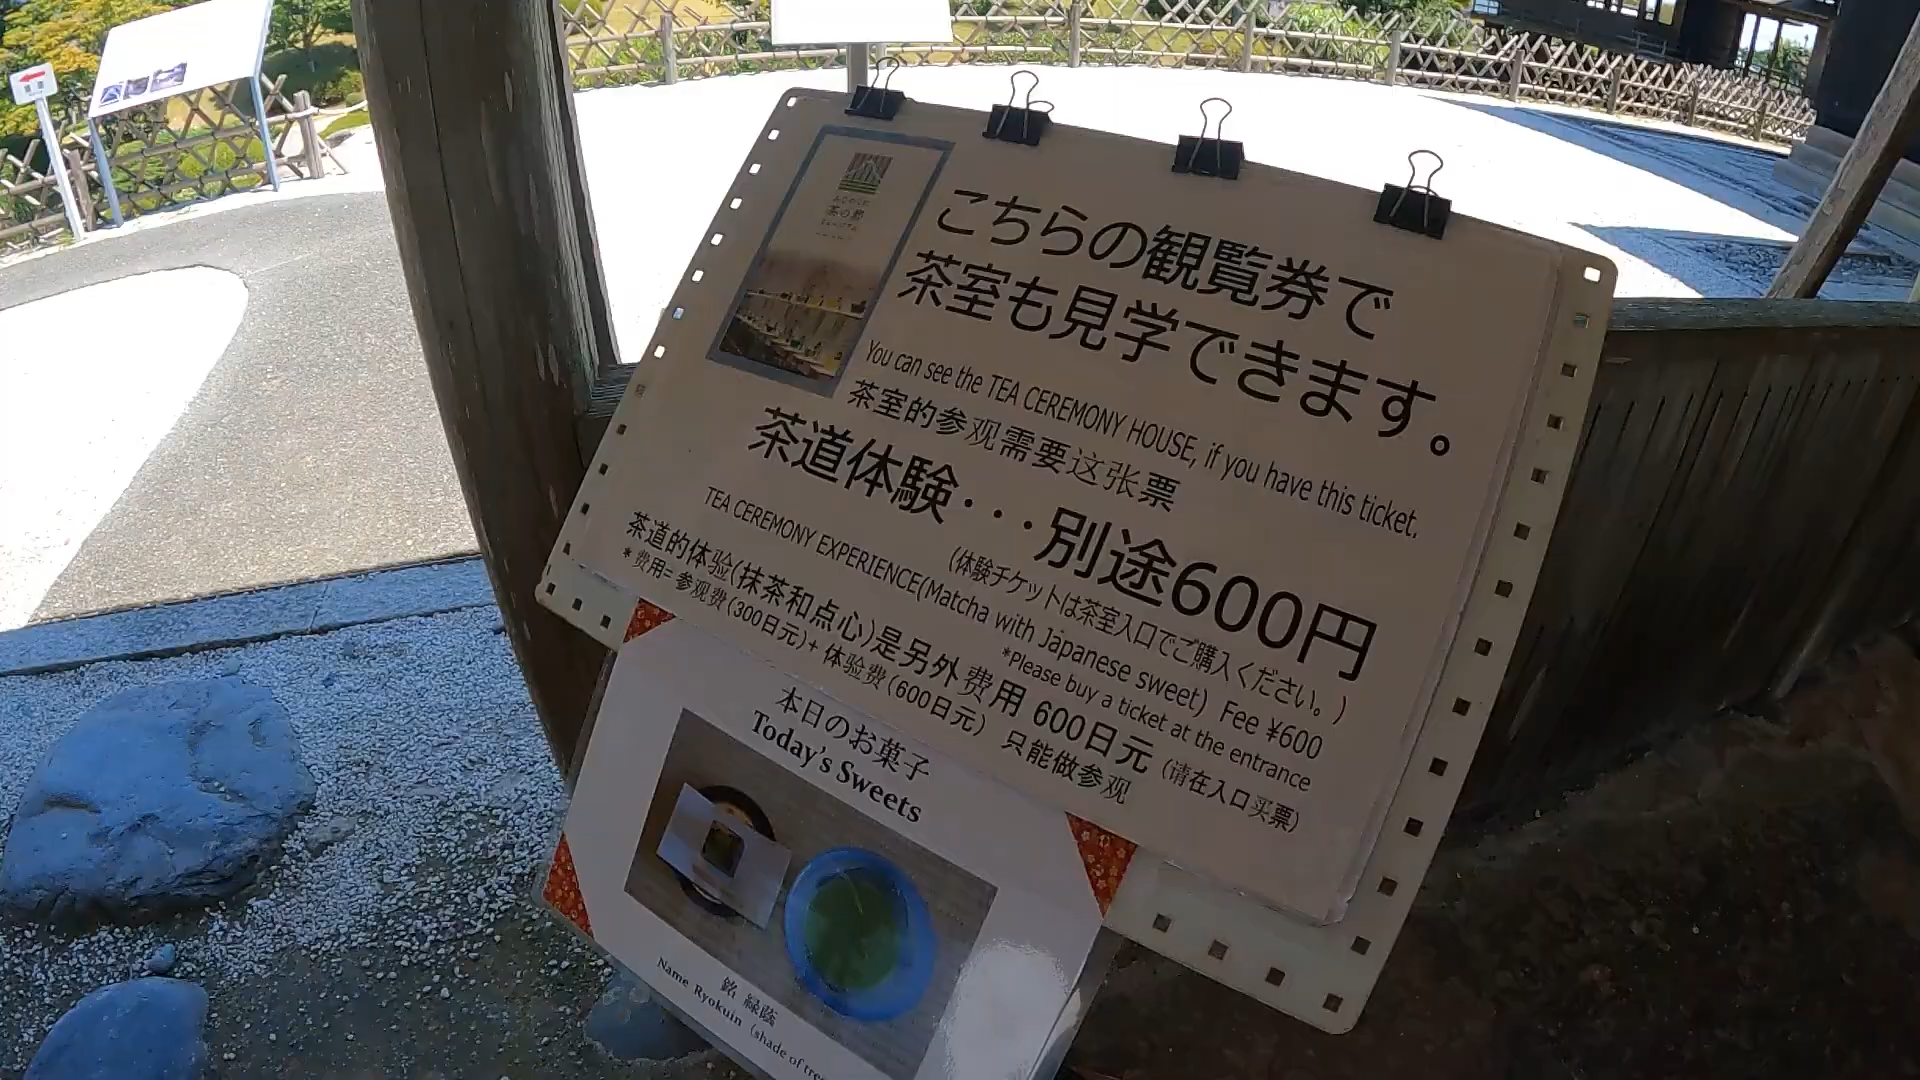 茶の郷
こちらの観覧券で
茶室も見学できます。
You can see the TEA CEREMONY HOUSE, if you have this ticket.
茶室的参观需要这张票
茶道体験･･･別途600円
(体験チケットは茶室入口でご購入ください。)
TEA CEREMONY EXPERIENCE(Matcha with Japanese sweet) Fee ¥600
*Please buy a ticket at the entrance
茶道的体验(抹茶和点心)是另外费用 600日元 (请在入口买票)
*费用=参观费(300日元)+ 体验费(600日元) 只能做参观
本日のお菓子
Today's Sweets
銘 緑蔭
Name Ryokuin (shade of tree